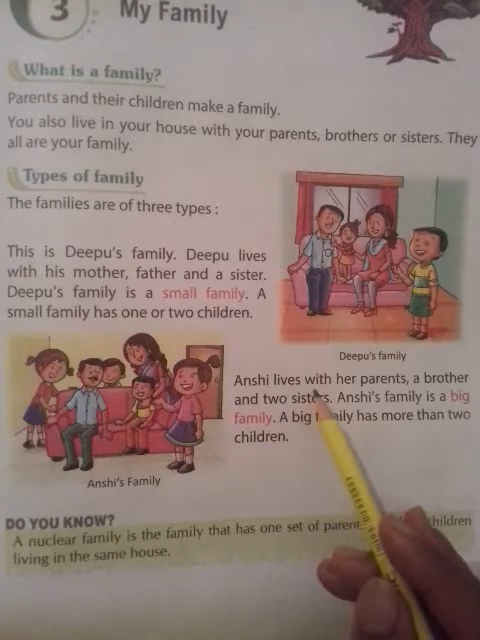 3
My Family
What is a family?
Parents and their children make a family.
You also live in your house with your parents, brothers or sisters. They
all are your family.
Types of family
The families are of three types :
This is Deepu's family. Deepu lives
with his mother, father and a sister.
Deepu's family is a small family. A
small family has one or two children.
Deepu's family
Anshi lives with her parents, a brother
and two sisters. Anshi's family is a big
family. A big family has more than two
children.
Anshi's Family
DO YOU KNOW?
A nuclear family is the family that has one set of parent children
living in the same house.